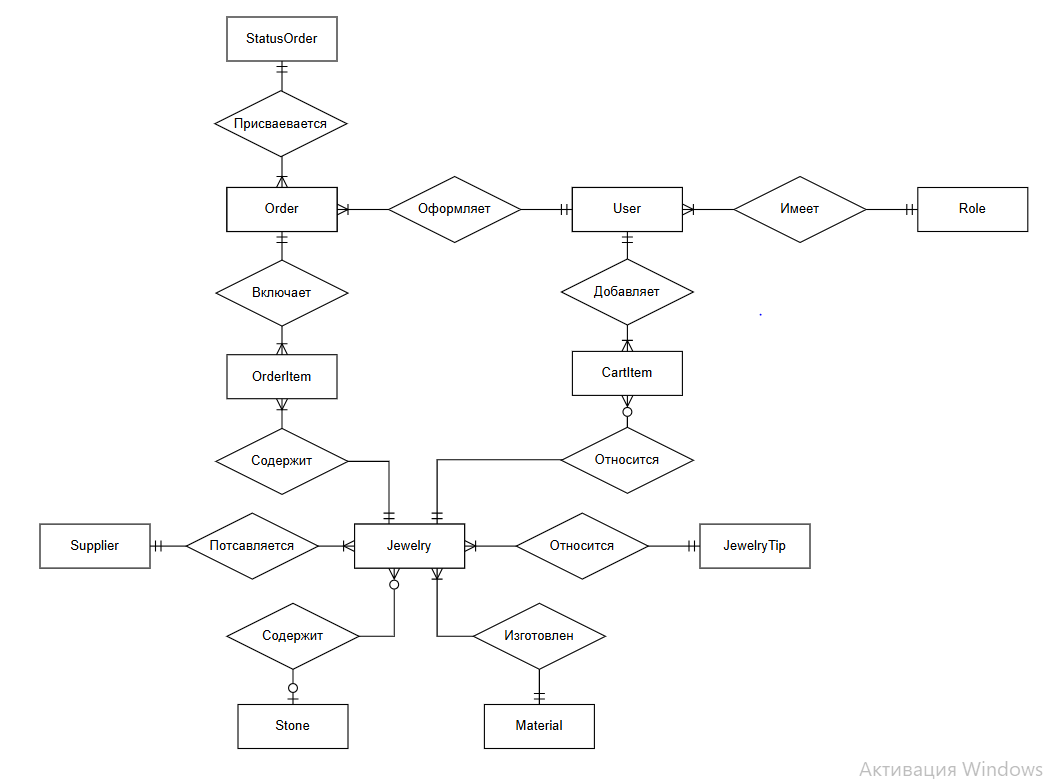 StatusOrder
Присваевается
Order
Оформляет
User
Имеет
Role
Включает
Добавляет
OrderItem
CartItem
Содержит
Относится
Supplier
Потсавляется
Jewelry
Относится
JewelryTip
Содержит
Изготовлен
Stone
Material
Активация Windows